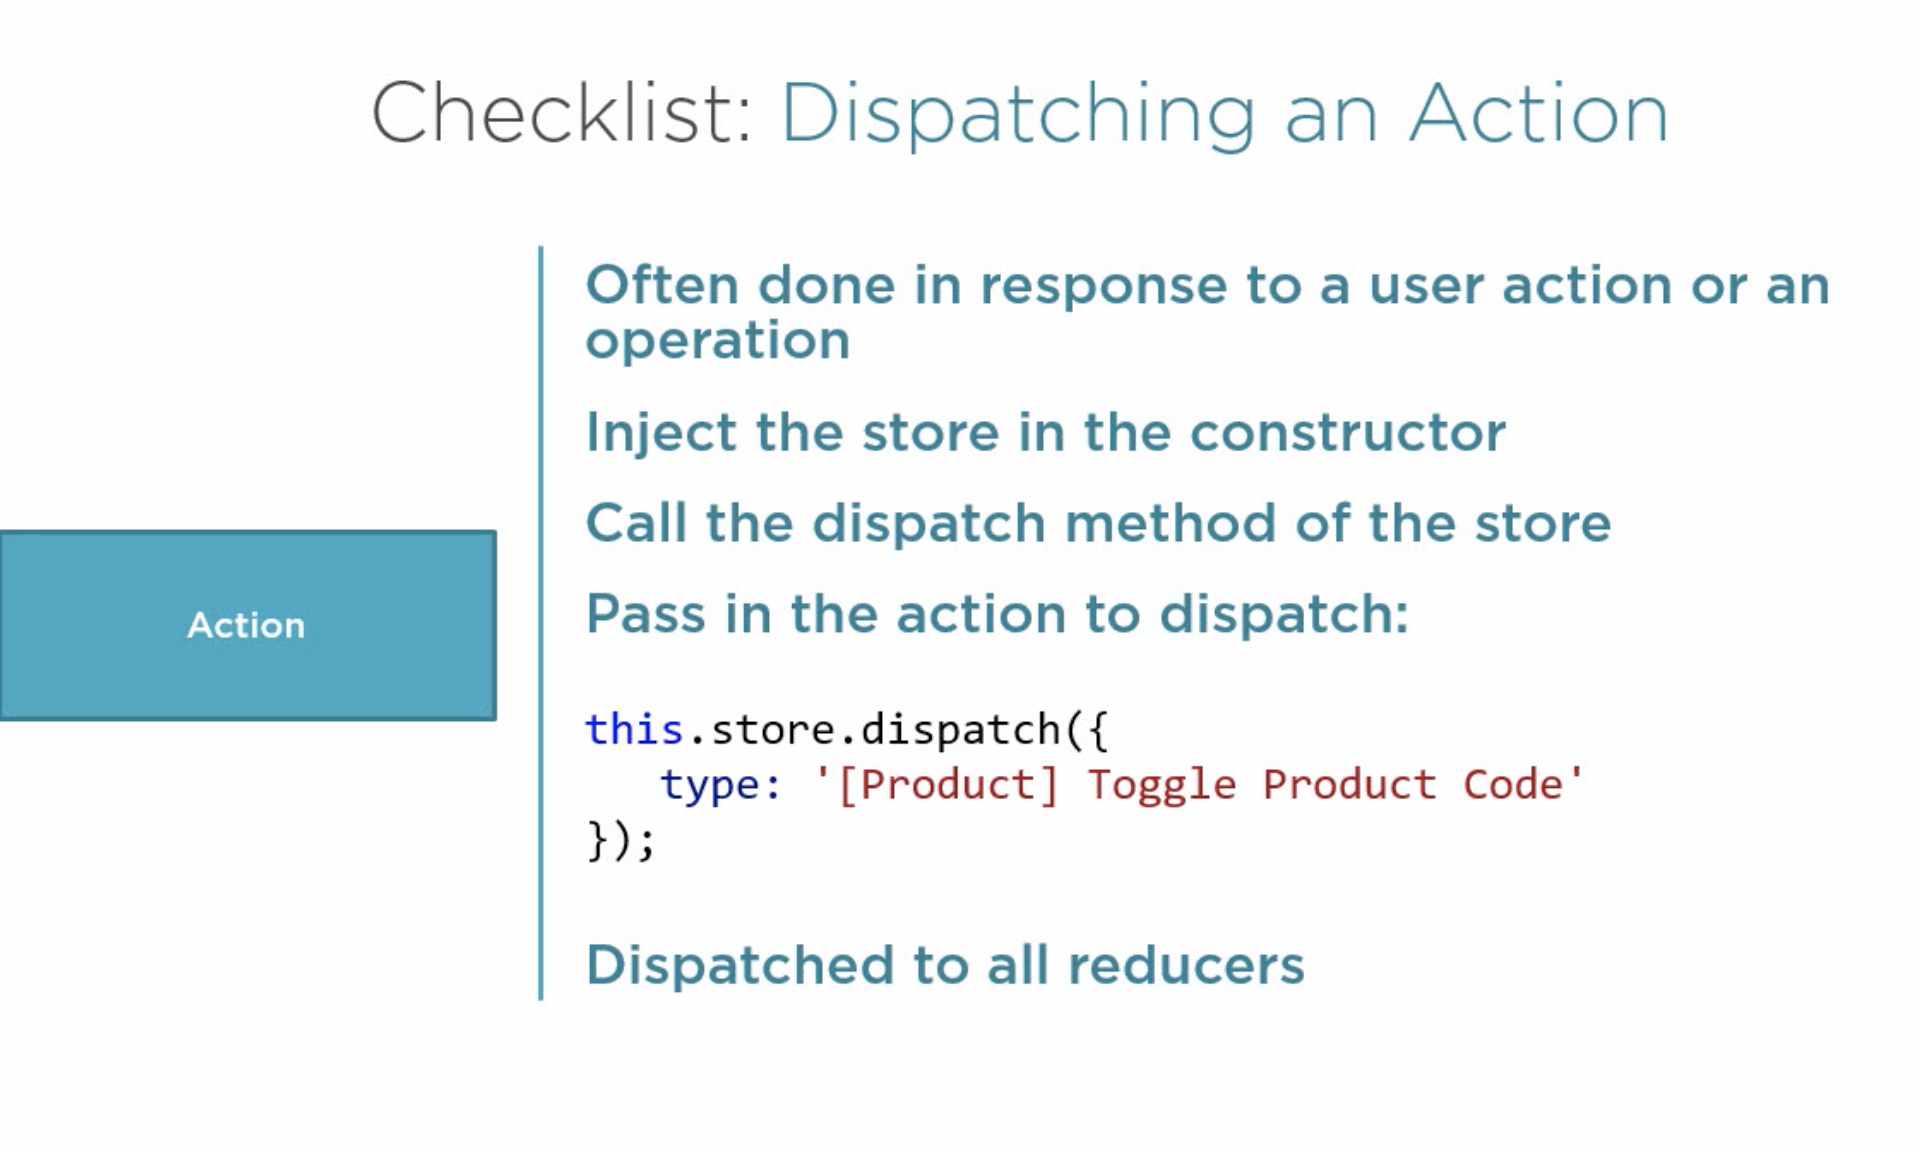 Checklist: Dispatching an Action
Often done in response to a user action or an
operation
Inject the store in the constructor
Call the dispatch method of the store
Action
Pass in the action to dispatch:
this.store.dispatch({
   type: '[Product] Toggle Product Code'
});
Dispatched to all reducers